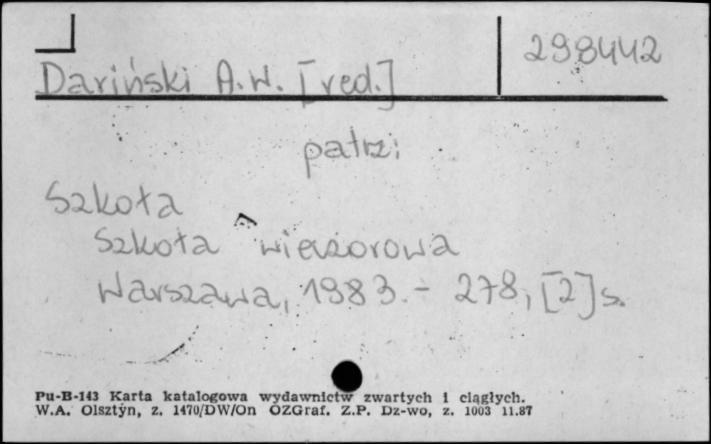 298442
Dariński A.W. [red.]
patrz:
Szkoła
Szkoła wieczorowa
Warszawa, 1983. - 278, [2] s.
Pu-B-143 Karta katalogowa wydawnictw zwartych i ciągłych.
W.A. Olsztyn, z. 1470/DW/On OZGraf. Z.P. Dz-wo, z. 1003 11.87